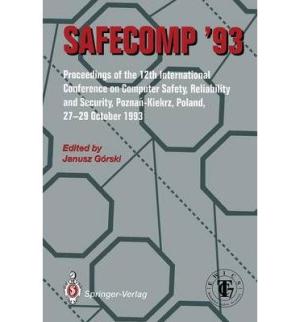 SAFECOMP '93
Proceedings of the 12th International
Conference on Computer Safety, Reliability
and Security, Poznań-Kiekrz, Poland,
27–29 October 1993
Edited by
Janusz Górski
Springer-Verlag